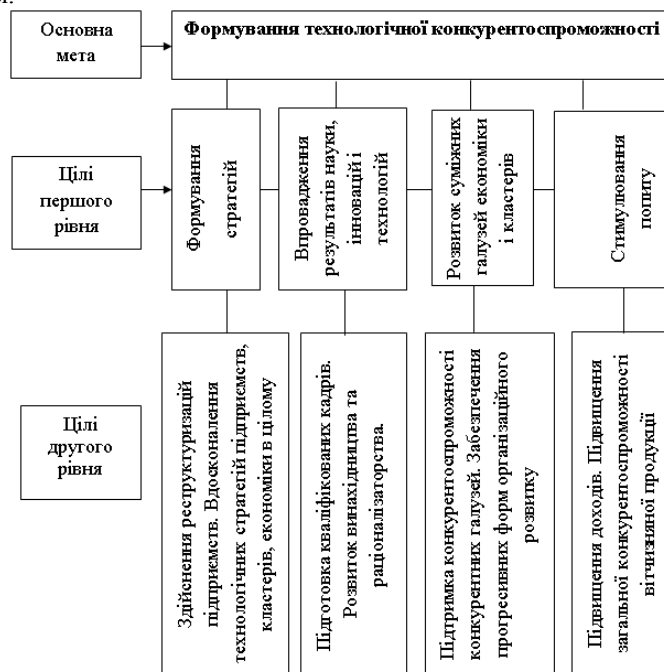 Основна
мета
Формування технологічної конкурентоспроможності
Цілі
першого
рівня
Формування
стратегій
Впровадження
результатів науки,
інновацій і
технологій
Розвиток суміжних
галузей економіки
і кластерів
Стимулювання
попиту
Цілі
другого
рівня
Здійснення реструктуризацій
підприємств. Вдосконалення
технологічних стратегій підприємств,
кластерів, економіки в цілому
Підготовка кваліфікованих кадрів.
Розвиток винахідництва та
раціоналізаторства.
Підтримка конкурентоспроможності
конкурентних галузей. Забезпечення
прогресивних форм організаційного
розвитку
Підвищення доходів. Підвищення
загальної конкурентоспроможності
вітчизняної продукції